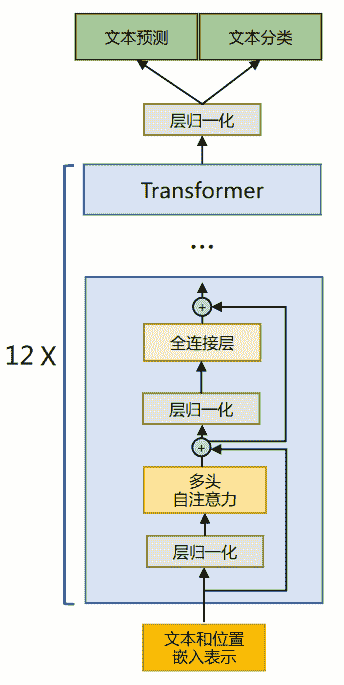 文本预测
文本分类
层归一化
Transformer
...
12 X
+
全连接层
层归一化
+
多头
自注意力
层归一化
文本和位置
嵌入表示